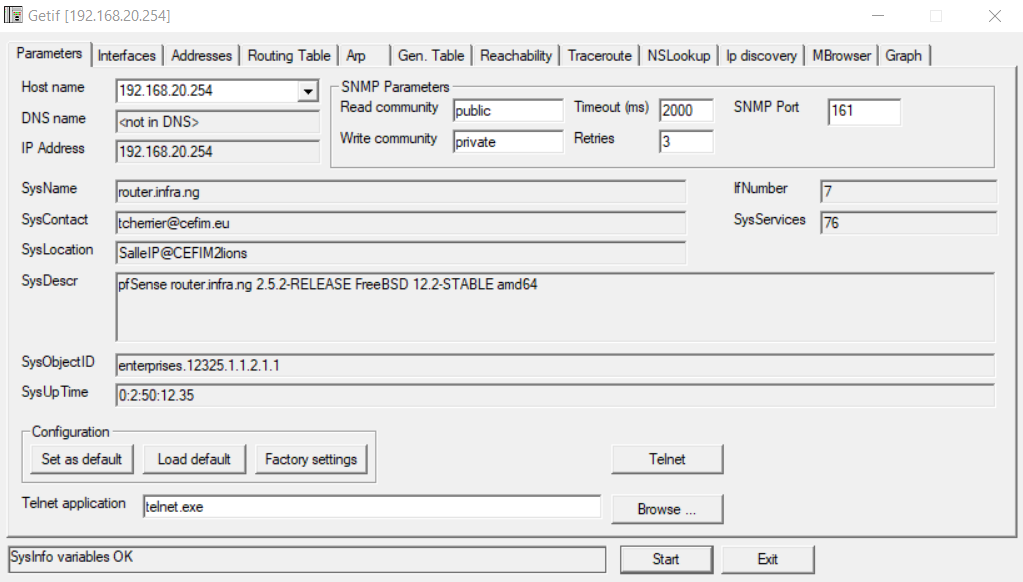 Getif [192.168.20.254]
Parameters Interfaces Addresses Routing Table Arp Gen. Table Reachability Traceroute NSLookup Ip discovery MBrowser Graph
Host name 192.168.20.254
DNS name <not in DNS>
IP Address 192.168.20.254
SNMP Parameters
Read community public Timeout (ms) 2000 SNMP Port 161
Write community private Retries 3
SysName router.infra.ng IfNumber 7
SysContact tcherrier@cefim.eu SysServices 76
SysLocation SalleIP@CEFIM2lions
SysDescr pfSense router.infra.ng 2.5.2-RELEASE FreeBSD 12.2-STABLE amd64
SysObjectID enterprises.12325.1.1.2.1.1
SysUpTime 0:2:50:12.35
Configuration
Set as default Load default Factory settings Telnet
Telnet application telnet.exe Browse ...
SysInfo variables OK Start Exit